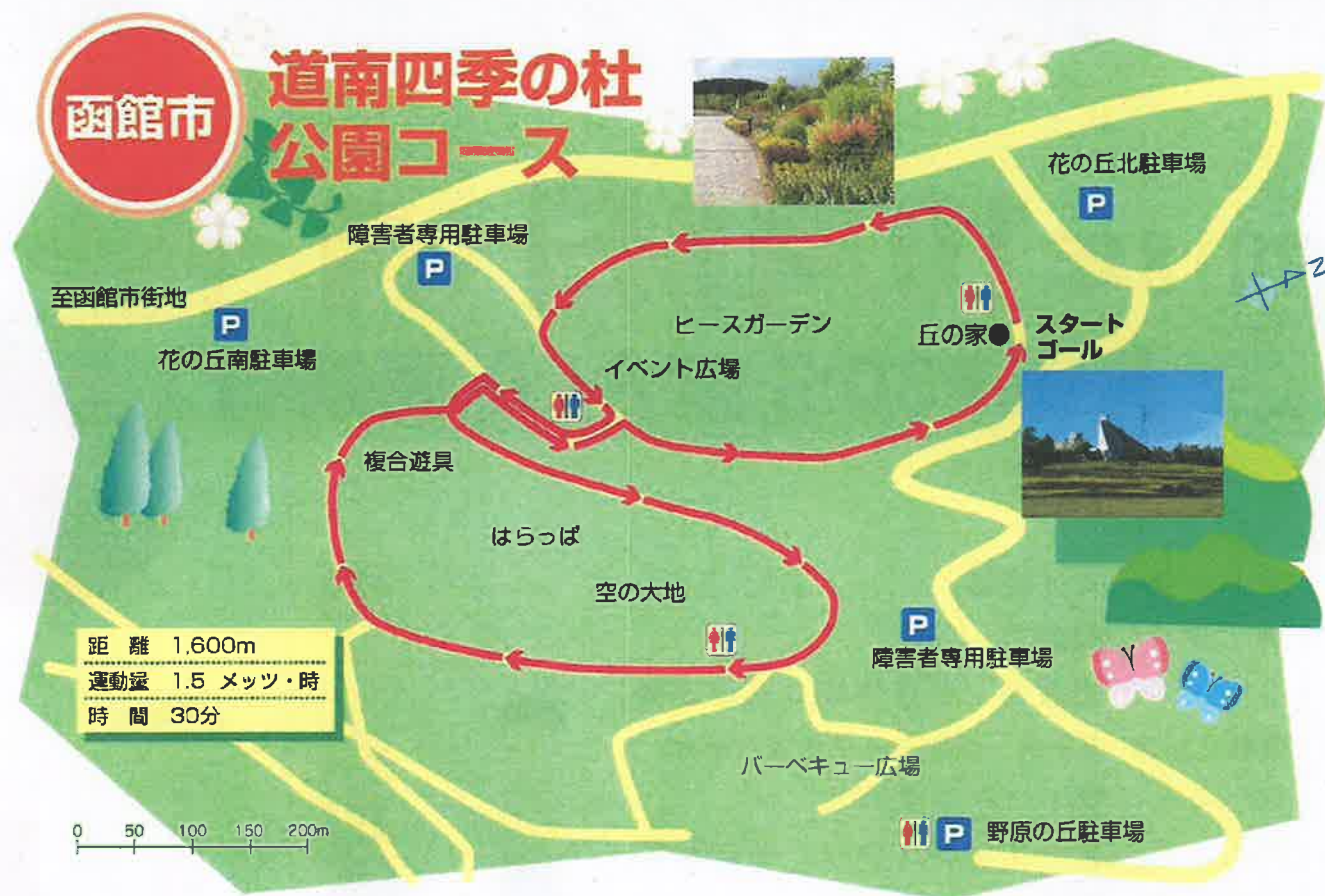 函館市
道南四季の杜
公園コース
花の丘北駐車場
P
障害者専用駐車場
P
至函館市街地
P
花の丘南駐車場
N
ピースガーデン
丘の家
スタート
ゴール
イベント広場
複合遊具
はらっぱ
空の大地
P
障害者専用駐車場
距 離 1,600m
運動量 1.5 メッツ・時
時 間 30分
バーベキュー広場
P 野原の丘駐車場
0 50 100 150 200m